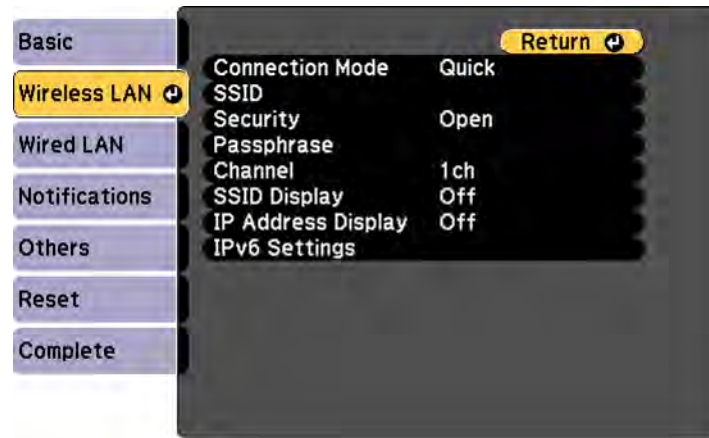 Basic
Wireless LAN
Wired LAN
Notifications
Others
Reset
Complete
Return
Connection Mode Quick
SSID
Security Open
Passphrase
Channel 1ch
SSID Display Off
IP Address Display Off
IPv6 Settings